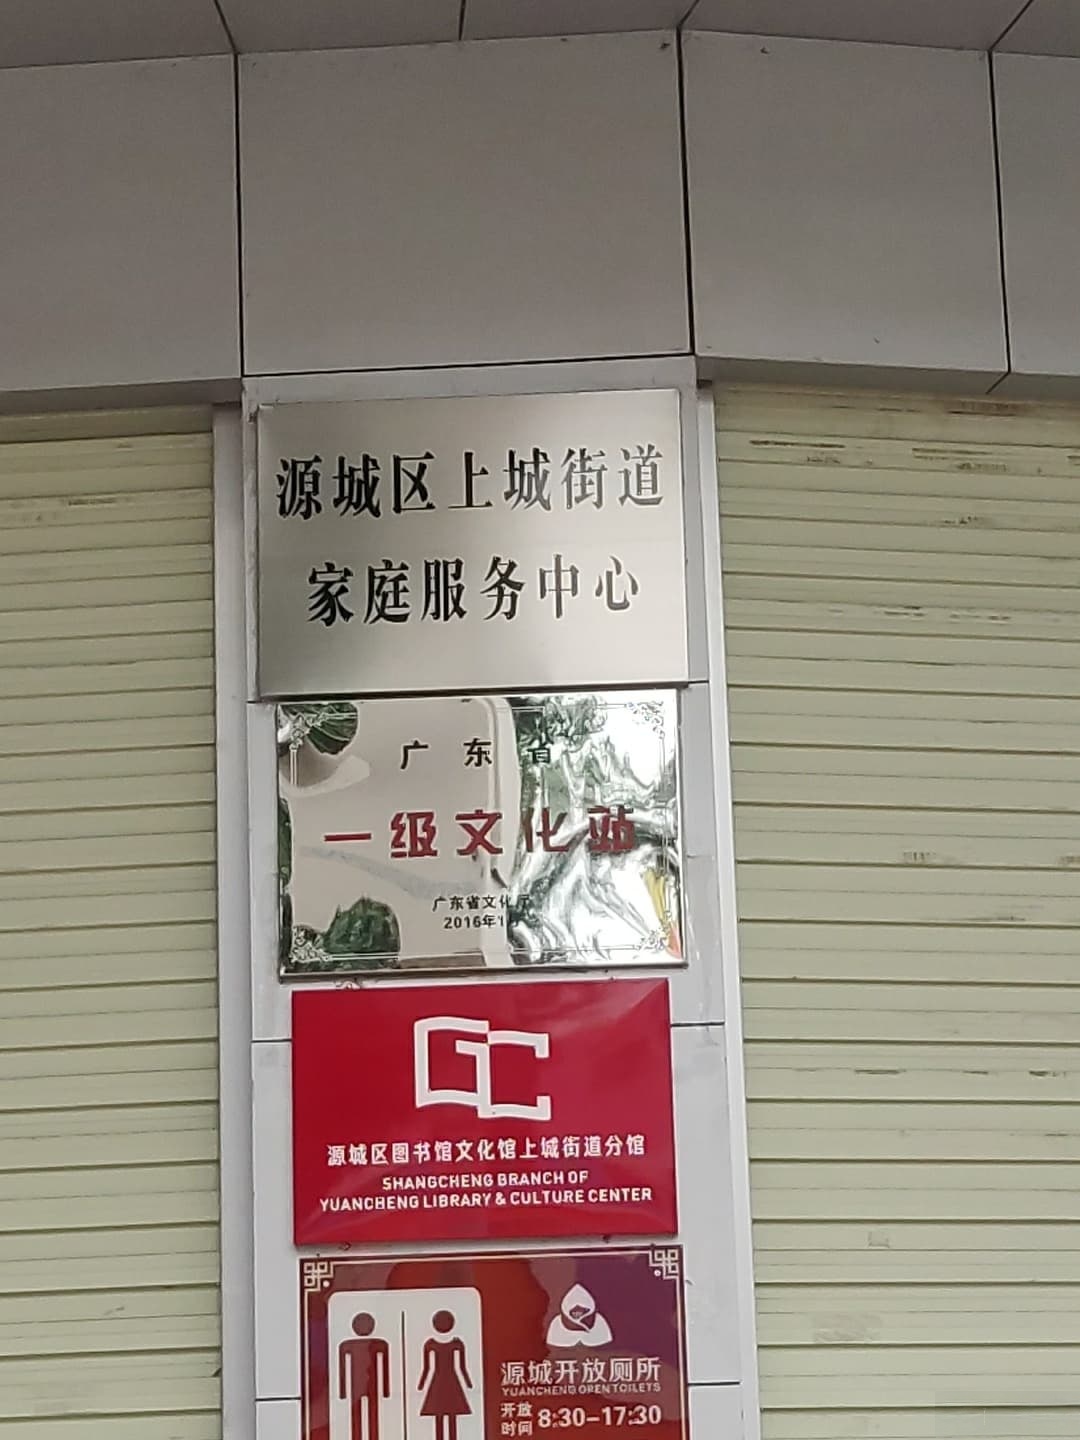 源城区上城街道
家庭服务中心
广东省
一级文化站
广东省文化厅
2016年1
GC
源城区图书馆文化馆上城街道分馆
SHANGCHENG BRANCH OF
YUANCHENG LIBRARY & CULTURE CENTER
源城开放厕所
YUANCHENG OPEN TOILETS
开放时间 8:30-17:30